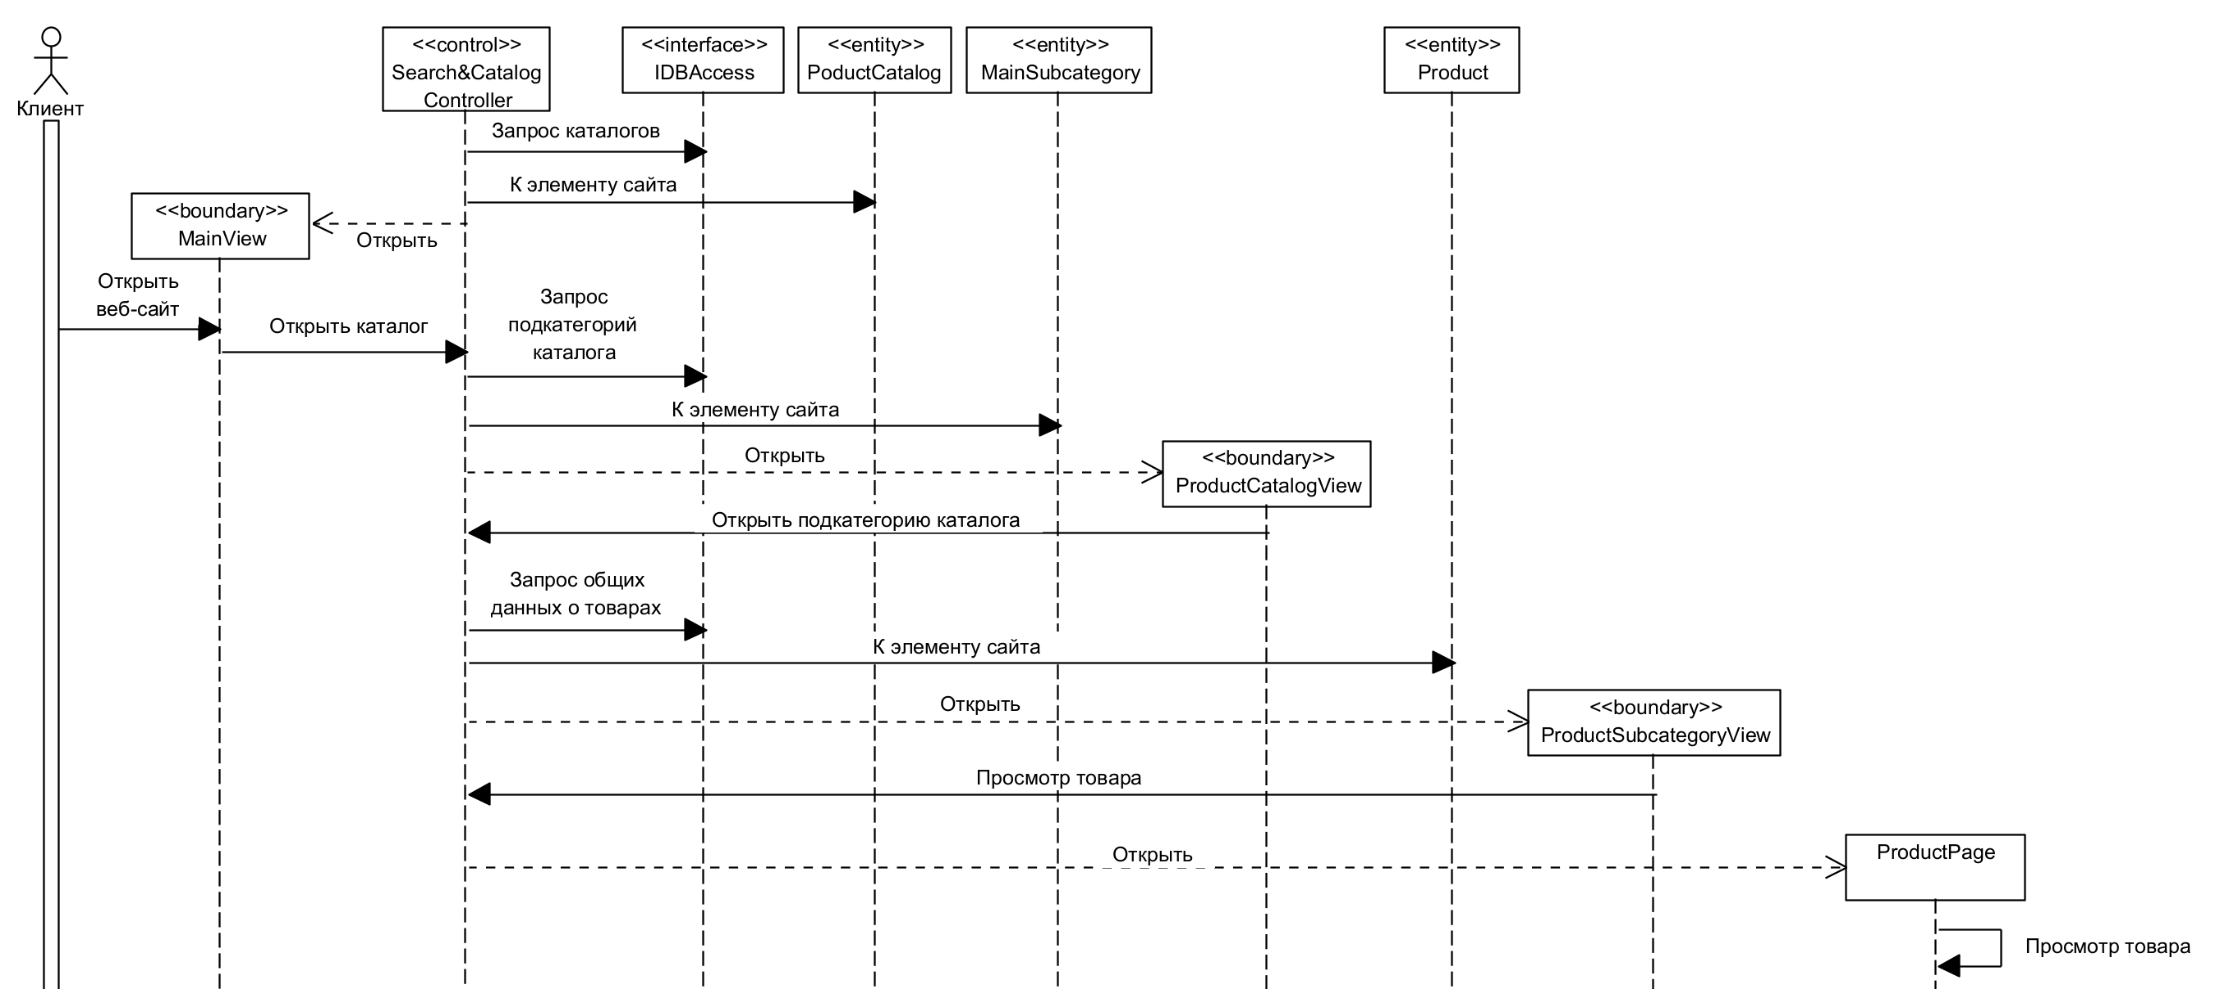 <<control>>
Search&Catalog
Controller
<<interface>>
IDBAccess
<<entity>>
PoductCatalog
<<entity>>
MainSubcategory
<<entity>>
Product
Клиент
Запрос каталогов
К элементу сайта
<<boundary>>
MainView
Открыть
Открыть
веб-сайт
Открыть каталог
Запрос
подкатегорий
каталога
К элементу сайта
Открыть
<<boundary>>
ProductCatalogView
Открыть подкатегорию каталога
Запрос общих
данных о товарах
К элементу сайта
Открыть
<<boundary>>
ProductSubcategoryView
Просмотр товара
Открыть
ProductPage
Просмотр товара